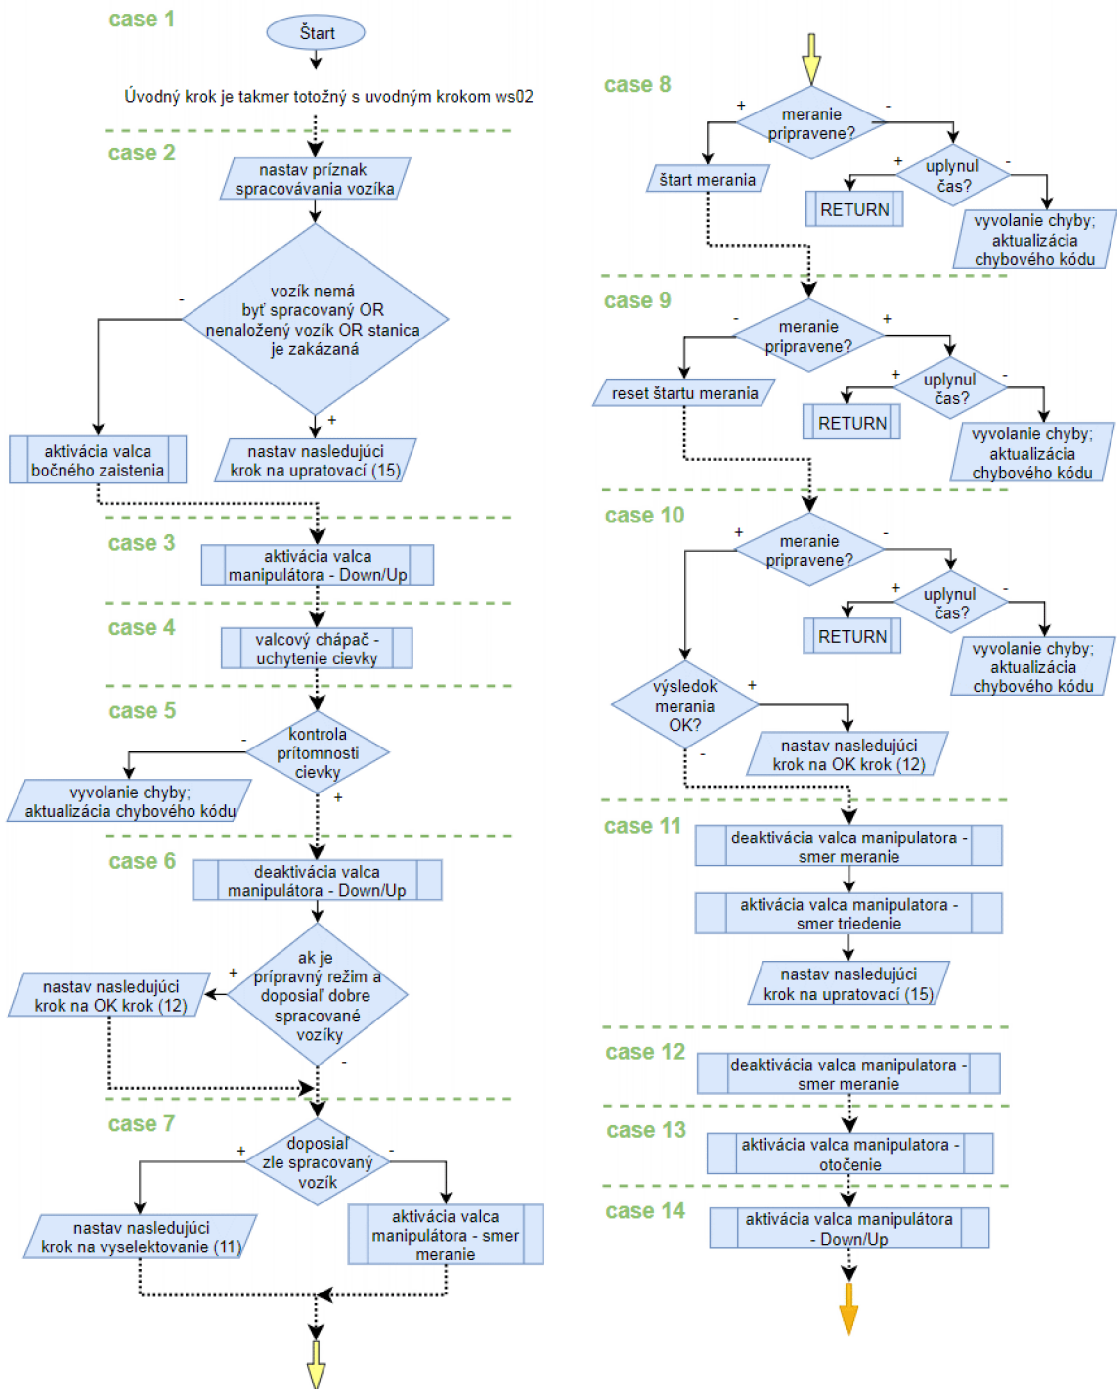 case 1
Štart
Úvodný krok je takmer totožný s uvodným krokom ws02
case 2
nastav príznak
spracovávania vozíka
vozík nemá
byť spracovaný OR
nenaložený vozík OR stanica
je zakázaná
-
+
aktivácia valca
bočného zaistenia
nastav nasledujúci
krok na upratovací (15)
case 3
aktivácia valca
manipulátora - Down/Up
case 4
valcový chápač -
uchytenie cievky
case 5
kontrola
prítomnosti
cievky
-
+
vyvolanie chyby;
aktualizácia chybového kódu
case 6
deaktivácia valca
manipulátora - Down/Up
ak je
prípravný režim a
doposiaľ dobre
spracované
vozíky
+
-
nastav nasledujúci
krok na OK krok (12)
case 7
doposiaľ
zle spracovaný
vozík
+
-
nastav nasledujúci
krok na vyselektovanie (11)
aktivácia valca
manipulátora - smer
meranie
case 8
meranie
pripravene?
+
-
štart merania
uplynul
čas?
+
-
RETURN
vyvolanie chyby;
aktualizácia
chybového kódu
case 9
meranie
pripravene?
-
+
reset štartu merania
uplynul
čas?
+
-
RETURN
vyvolanie chyby;
aktualizácia
chybového kódu
case 10
meranie
pripravene?
+
-
uplynul
čas?
+
-
RETURN
vyvolanie chyby;
aktualizácia
chybového kódu
výsledok
merania
OK?
+
-
nastav nasledujúci
krok na OK krok (12)
case 11
deaktivácia valca manipulatora -
smer meranie
aktivácia valca manipulatora -
smer triedenie
nastav nasledujúci
krok na upratovací (15)
case 12
deaktivácia valca manipulatora -
smer meranie
case 13
aktivácia valca manipulatora -
otočenie
case 14
aktivácia valca manipulátora
- Down/Up